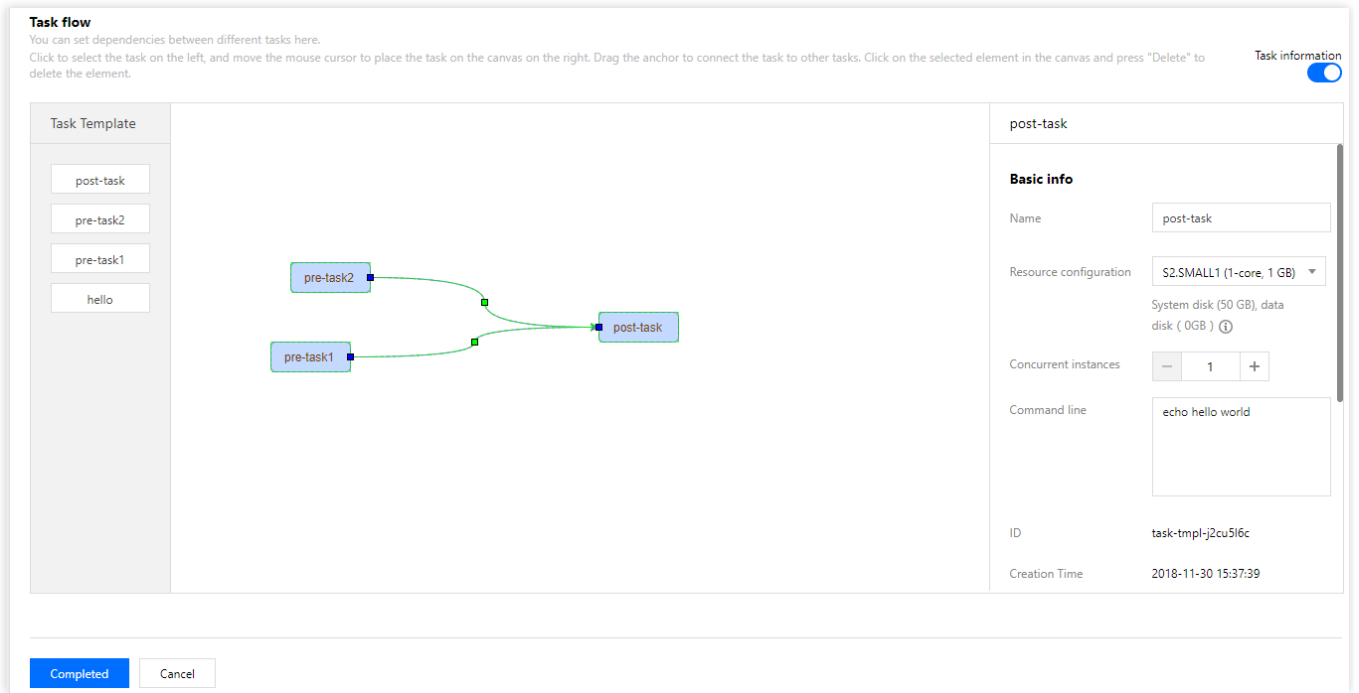 Task flow
You can set dependencies between different tasks here.
Click to select the task on the left, and move the mouse cursor to place the task on the canvas on the right. Drag the anchor to connect the task to other tasks. Click on the selected element in the canvas and press "Delete" to
delete the element.
Task information
Task Template
post-task
pre-task2
pre-task1
hello
pre-task2
pre-task1
post-task
post-task
Basic info
Name
post-task
Resource configuration
S2.SMALL1 (1-core, 1 GB)
System disk (50 GB), data
disk ( 0GB )
Concurrent instances
1
Command line
echo hello world
ID
task-tmpl-j2cu5l6c
Creation Time
2018-11-30 15:37:39
Completed
Cancel